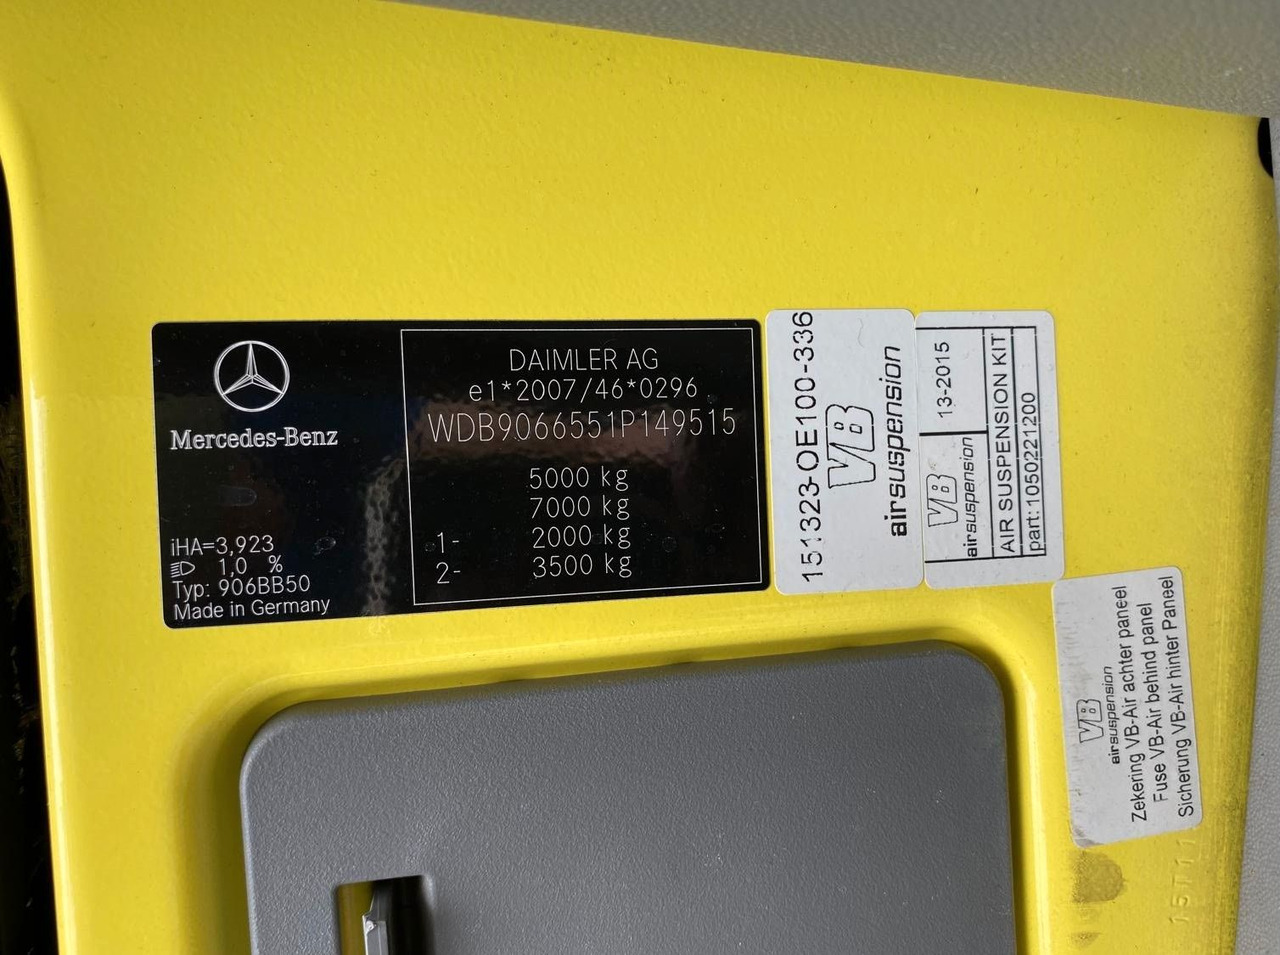 Mercedes-Benz
iHA=3,923
1,0 %
Typ: 906BB50
Made in Germany
DAIMLER AG
e1*2007/46*0296
WDB9066551P149515
5000 kg
7000 kg
1- 2000 kg
2- 3500 kg
151323-OE100-336
VB
airsuspension
VB
airsuspension
13-2015
AIR SUSPENSION KIT
part: 1050221200
VB
airsuspension
Zekering VB-Air achter paneel
Fuse VB-Air behind panel
Sicherung VB-Air hinter Paneel